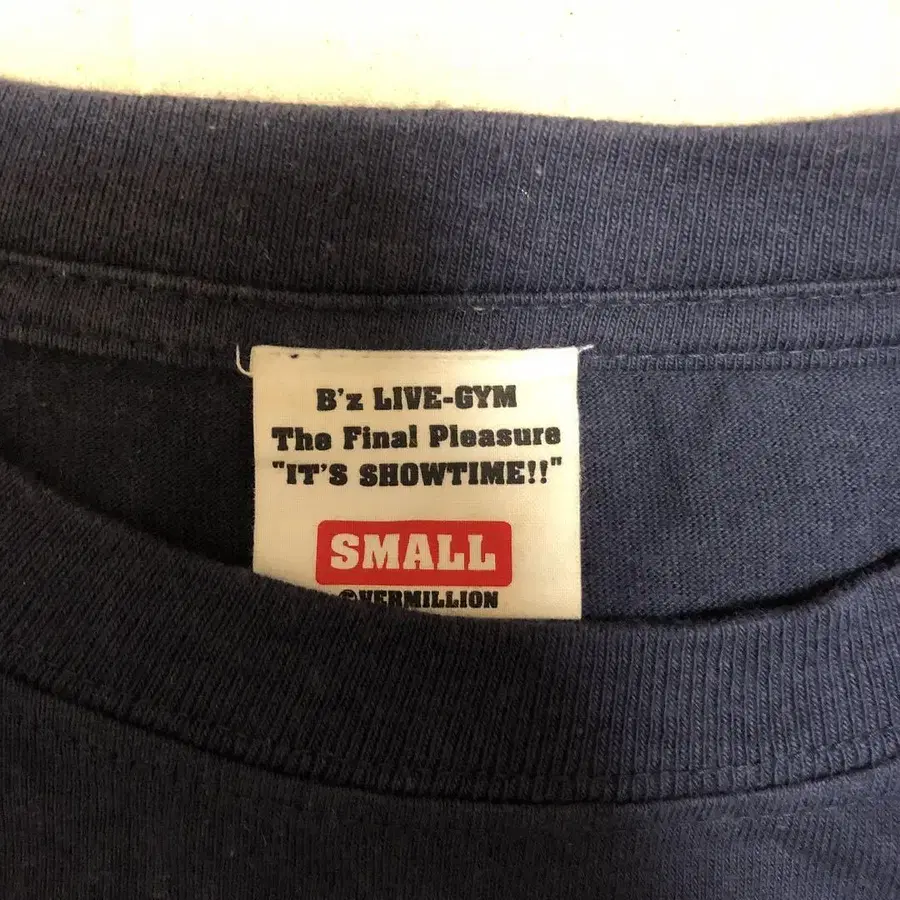 B'z LIVE-GYM
The Final Pleasure
"IT'S SHOWTIME!!"
SMALL
©VERMILLION